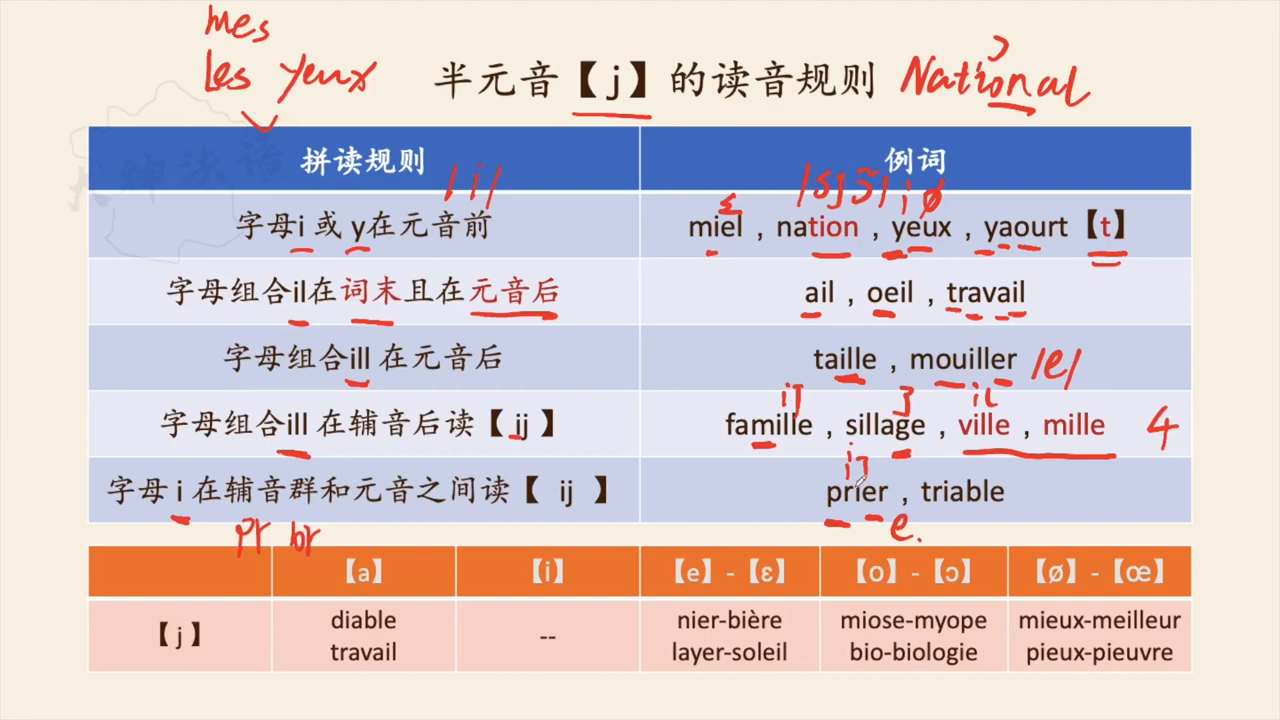 mes
les yeux
半元音【 j 】的读音规则
National
拼读规则
例词
/i/
/sjɔ̃/
i
ø
ε
字母i 或 y在元音前
miel , nation , yeux , yaourt【t】
字母组合il在词末且在元音后
ail , oeil , travail
字母组合ill 在元音后
taille , mouiller
/e/
ij
ʒ
il
字母组合ill 在辅音后读【 ij 】
famille , sillage , ville , mille
字母 i 在辅音群和元音之间读【 ij 】
ij
prier , triable
e.
pr br
【a】
【i】
【e】-【ɛ】
【o】-【ɔ】
【ø】-【œ】
【 j 】
diable
travail
--
nier-bière
layer-soleil
miose-myope
bio-biologie
mieux-meilleur
pieux-pieuvre